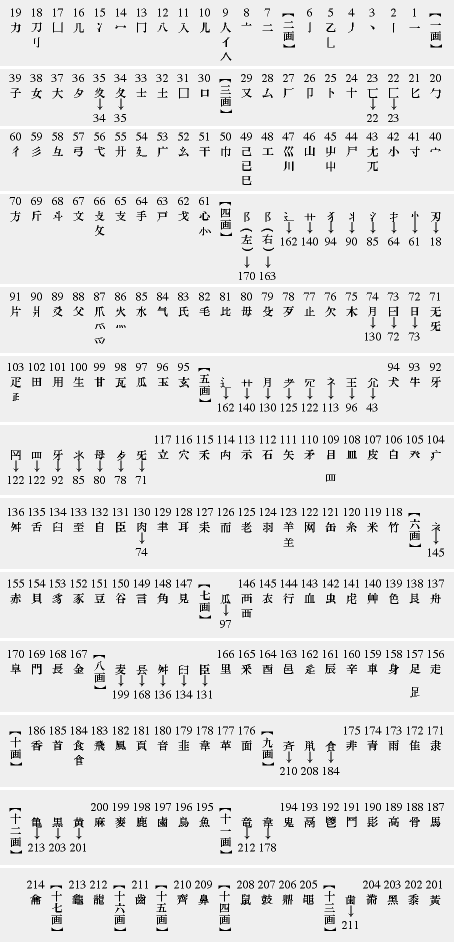 【一画】 1 一 2 丨 3 丶 4 丿 5 乙 乚 6 亅 【二画】 7 二 8 亠 9 人 亻 𠆢 10 儿 11 入 12 八 13 冂 14 冖 15 冫 16 几 17 凵 18 刀 刂 19 力
20 勹 21 匕 22 匚 ↓ 23 23 匸 ↓ 22 24 十 25 卜 26 卩 27 厂 28 厶 29 又 【三画】 30 口 31 囗 32 土 33 士 34 夂 ↓ 35 35 夊 ↓ 34 36 夕 37 大 38 女 39 子
40 宀 41 寸 42 小 43 尢 兀 44 尸 45 屮 46 山 47 巛 川 48 工 49 己 已 巳 50 巾 51 干 52 幺 53 广 54 廴 55 廾 56 弋 57 弓 58 彑 59 彡 60 彳
刃 ↓ 18 忄 ↓ 61 扌 ↓ 64 氵 ↓ 85 犭 ↓ 94 丬 ↓ 90 艹 ↓ 140 辶 ↓ 162 阝(右) ↓ 163 阝(左) ↓ 170 【四画】 61 心 㣺 62 戈 63 戸 64 手 65 支 66 攴 攵 67 文 68 斗 69 斤 70 方
71 无 旡 72 日 ↓ 73 73 曰 ↓ 72 74 月 ↓ 130 75 木 76 欠 77 止 78 歹 79 殳 80 毋 81 比 82 毛 83 氏 84 气 85 水 86 火 灬 87 爪 爫 88 父 89 爻 90 爿 91 片
92 牙 93 牛 94 犬 尣 ↓ 43 王 ↓ 96 礻 ↓ 113 ↓ 122 耂 ↓ 125 月 ↓ 130 艹 ↓ 140 辶 ↓ 162 【五画】 95 玄 96 玉 97 瓜 98 瓦 99 甘 100 生 101 用 102 田 103 疋 𤴔
104 疒 105 癶 106 白 107 皮 108 皿 109 目 罒 110 矛 111 矢 112 石 113 示 114 内 115 禾 116 穴 117 立 旡 ↓ 71 歹 ↓ 78 母 ↓ 80 氺 ↓ 85 牙 ↓ 92 罒 ↓ 122 ↓ 122
衤 ↓ 145 【六画】 118 竹 119 米 120 糸 121 缶 122 网 123 羊 124 羽 125 老 126 而 127 耒 128 耳 129 聿 130 肉 ↓ 74 131 臣 132 自 133 至 134 臼 135 舌 136 舛
137 舟 138 艮 139 色 140 艸 141 虍 142 虫 143 血 144 行 145 衣 146 襾 西 瓜 ↓ 97 【七画】 147 見 148 角 149 言 150 谷 151 豆 152 豕 153 豸 154 貝 155 赤
156 走 157 足 𧾷 158 身 159 車 160 辛 161 辰 162 辵 163 邑 164 酉 165 釆 166 里 臣 ↓ 131 臼 ↓ 134 舛 ↓ 136 長 ↓ 168 麦 ↓ 199 【八画】 167 金 168 長 169 門 170 阜
171 隶 172 隹 173 雨 174 青 175 非 食 ↓ 184 ↓ 208 斉 ↓ 210 【九画】 176 面 177 革 178 韋 179 韭 180 音 181 頁 182 風 183 飛 184 食 185 首 186 香 【十画】
187 馬 188 骨 189 高 190 髟 191 鬥 192 鬯 193 鬲 194 鬼 韋 ↓ 178 竜 ↓ 212 【十一画】 195 魚 196 鳥 197 鹵 198 鹿 199 麥 200 麻 黄 ↓ 201 黒 ↓ 203 亀 ↓ 213 【十二画】
201 黃 202 黍 203 黑 204 黹 歯 ↓ 211 【十三画】 205 黽 206 鼎 207 鼓 208 鼠 【十四画】 209 鼻 210 齊 【十五画】 211 齒 【十六画】 212 龍 213 龜 【十七画】 214 龠